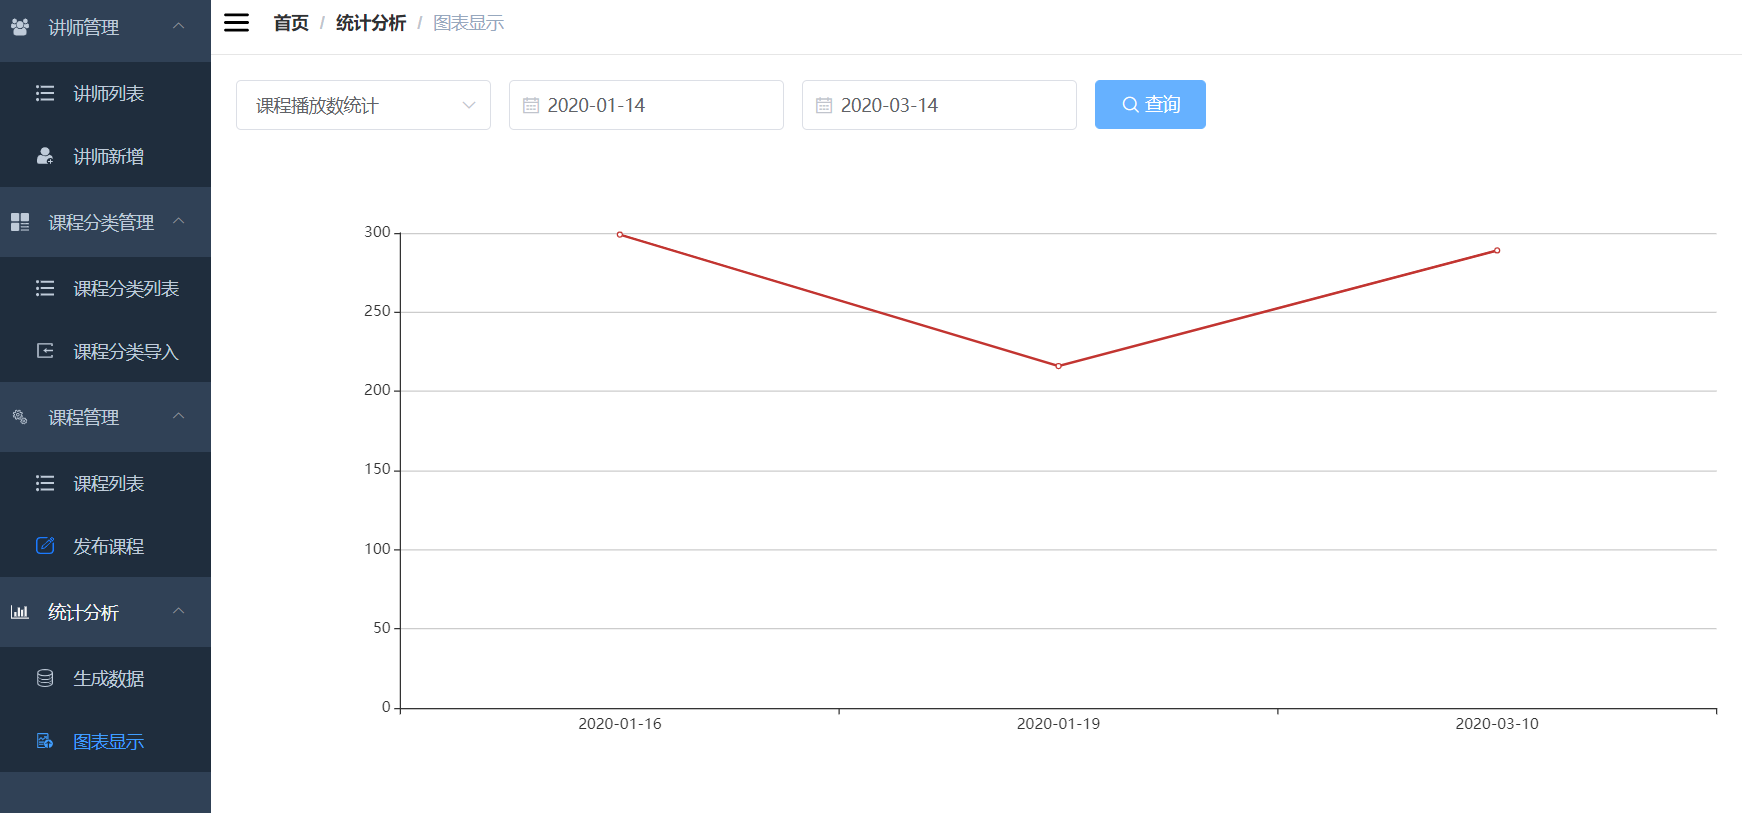 讲师管理
讲师列表
讲师新增
课程分类管理
课程分类列表
课程分类导入
课程管理
课程列表
发布课程
统计分析
生成数据
图表显示
首页 / 统计分析 / 图表显示
课程播放数统计 2020-01-14 2020-03-14 查询
300
250
200
150
100
50
0
2020-01-16 2020-01-19 2020-03-10